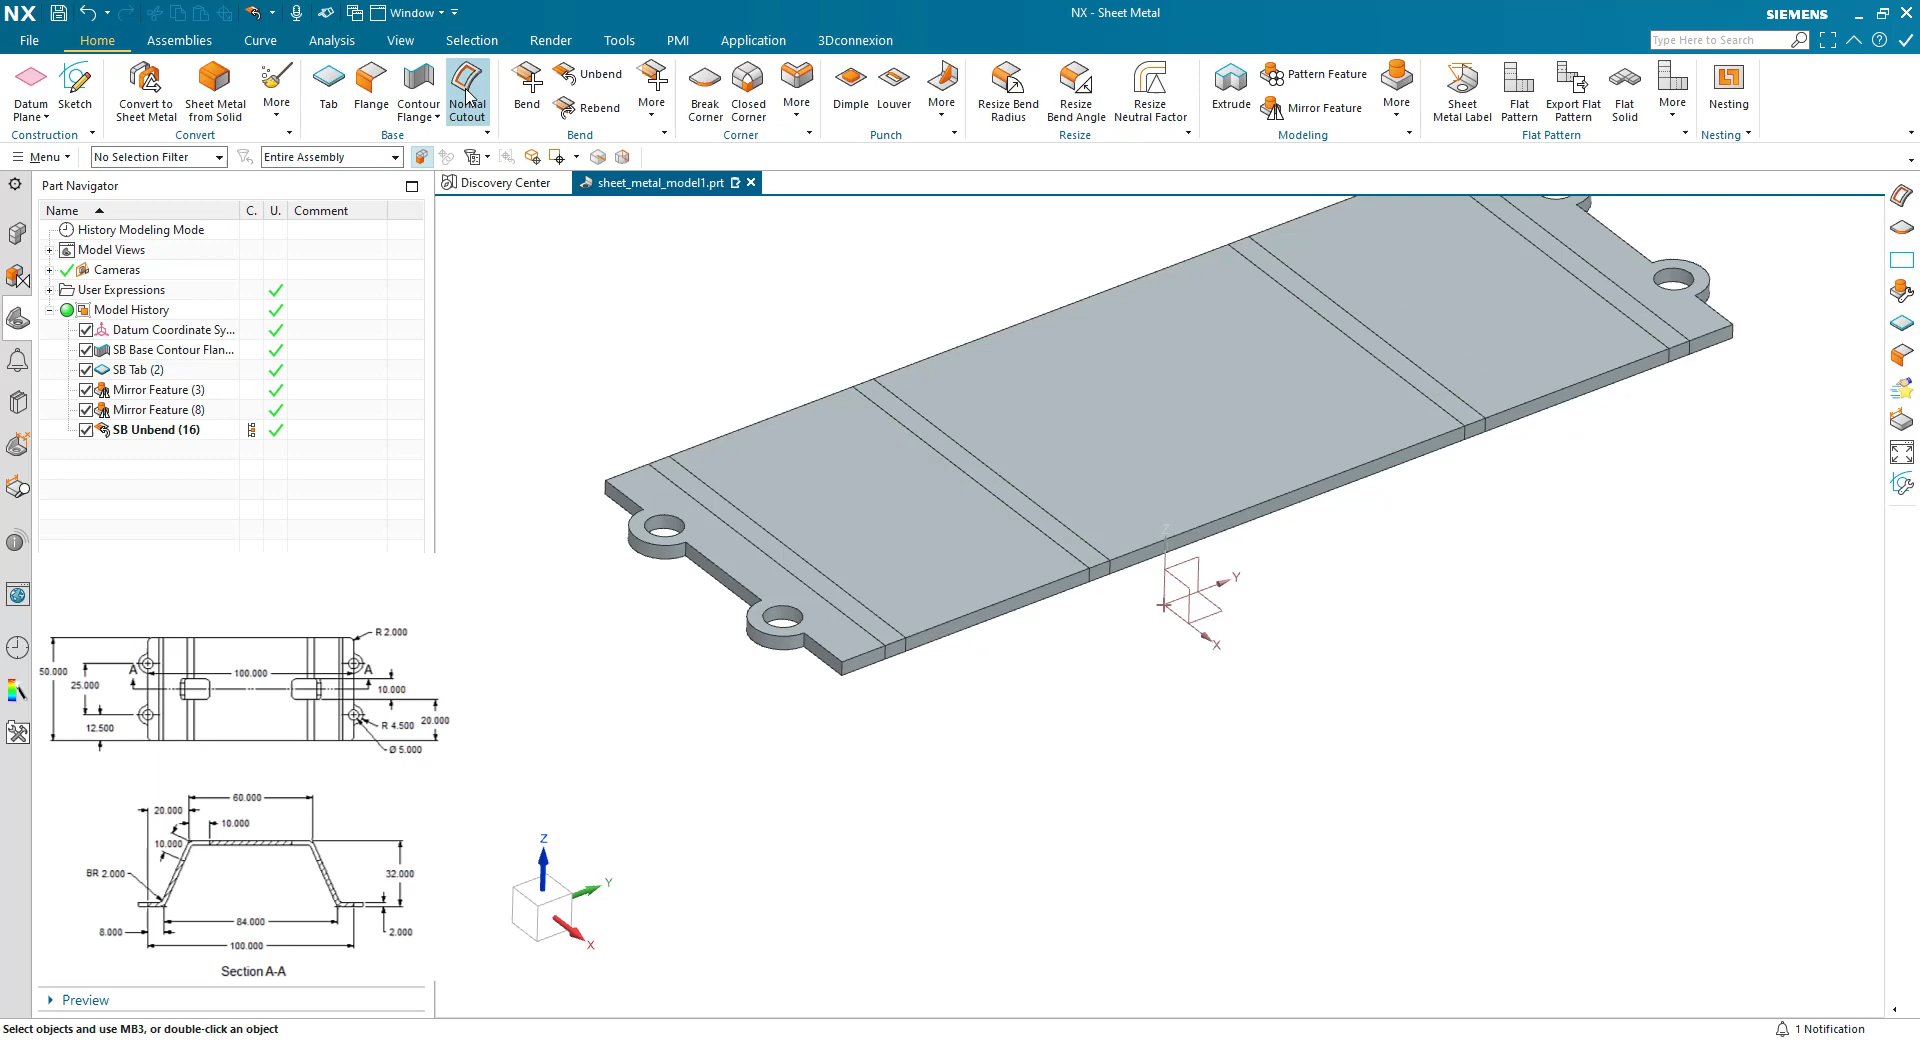 NX
Window
NX - Sheet Metal
SIEMENS
File
Home
Assemblies
Curve
Analysis
View
Selection
Render
Tools
PMI
Application
3Dconnexion
Type Here to Search
Datum Plane
Sketch
Convert to Sheet Metal
Sheet Metal from Solid
More
Tab
Flange
Contour Flange
Normal Cutout
Bend
Unbend
Rebend
More
Break Corner
Closed Corner
More
Dimple
Louver
More
Resize Bend Radius
Resize Bend Angle
Resize Neutral Factor
Extrude
Pattern Feature
Mirror Feature
More
Sheet Metal Label
Flat Pattern
Export Flat Pattern
Flat Solid
More
Nesting
Construction
Convert
Base
Bend
Corner
Punch
Resize
Modeling
Flat Pattern
Nesting
Menu
No Selection Filter
Entire Assembly
Part Navigator
Discovery Center
sheet_metal_model1.prt
Name
C.
U.
Comment
History Modeling Mode
Model Views
Cameras
User Expressions
Model History
Datum Coordinate Sy...
SB Base Contour Flan...
SB Tab (2)
Mirror Feature (3)
Mirror Feature (8)
SB Unbend (16)
R 2.000
50.000
A
100.000
A
25.000
10.000
12.500
R 4.500
20.000
Ø 5.000
60.000
20.000
10.000
10.000
BR 2.000
32.000
84.000
8.000
2.000
100.000
Section A-A
Z
Y
X
Z
Y
X
Preview
Select objects and use MB3, or double-click an object
1 Notification